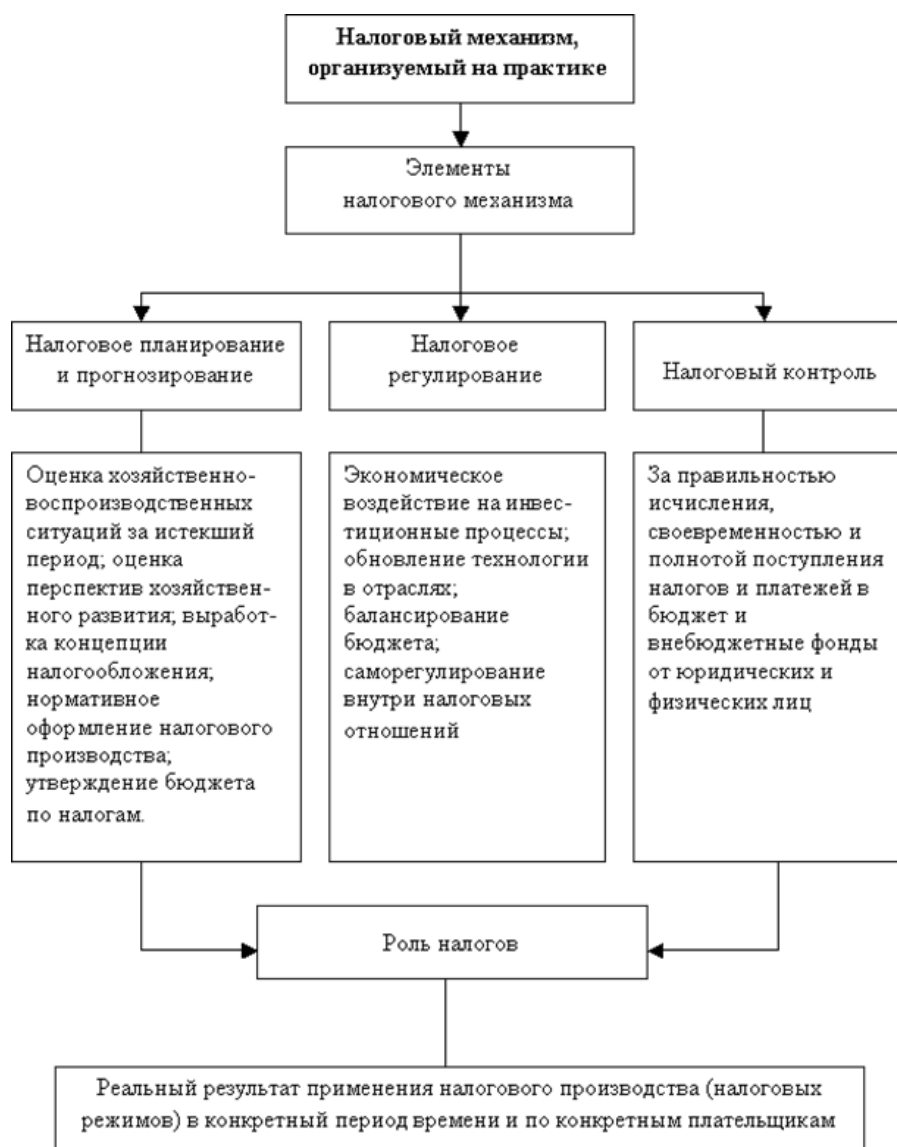 Налоговый механизм,
организуемый на практике
Элементы
налогового механизма
Налоговое планирование
и прогнозирование
Налоговое
регулирование
Налоговый контроль
Оценка хозяйственно-
воспроизводственных
ситуаций за истекший
период; оценка
перспектив хозяйствен-
ного развития; выработ-
ка концепции
налогообложения;
нормативное
оформление налогового
производства;
утверждение бюджета
по налогам.
Экономическое
воздействие на инвес-
тиционные процессы;
обновление технологии
в отраслях;
балансирование
бюджета;
саморегулирование
внутри налоговых
отношений
За правильностью
исчисления,
своевременностью и
полнотой поступления
налогов и платежей в
бюджет и
внебюджетные фонды
от юридических и
физических лиц
Роль налогов
Реальный результат применения налогового производства (налоговых
режимов) в конкретный период времени и по конкретным плательщикам